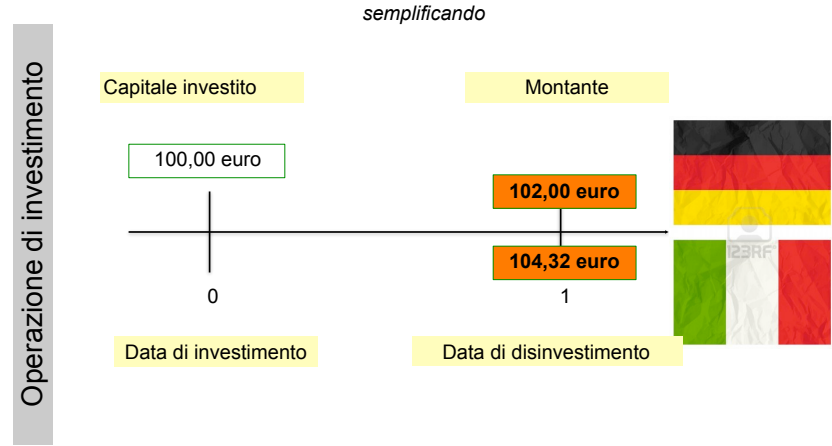 semplificando
Operazione di investimento
Capitale investito
Montante
100,00 euro
102,00 euro
104,32 euro
123RF
0
1
Data di investimento
Data di disinvestimento